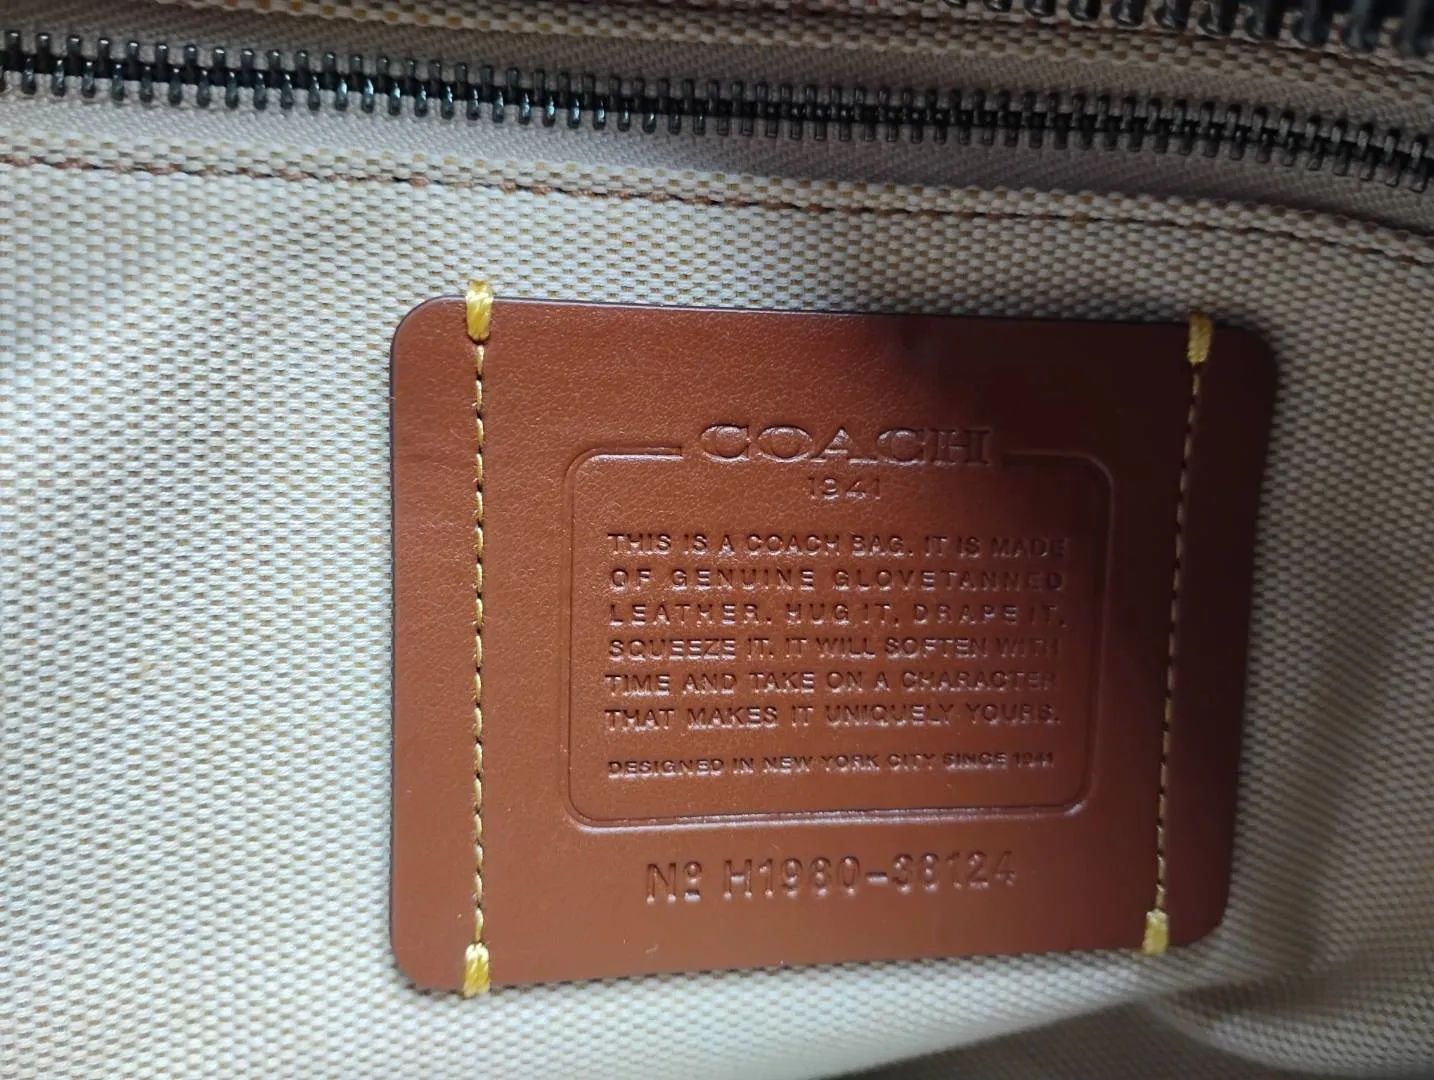 COACH
1941
THIS IS A COACH BAG. IT IS MADE
OF GENUINE GLOVETANNED
LEATHER. HUG IT, DRAPE IT,
SQUEEZE IT. IT WILL SOFTEN WITH
TIME AND TAKE ON A CHARACTER
THAT MAKES IT UNIQUELY YOURS.
DESIGNED IN NEW YORK CITY SINCE 1941
Nº H1980-38124